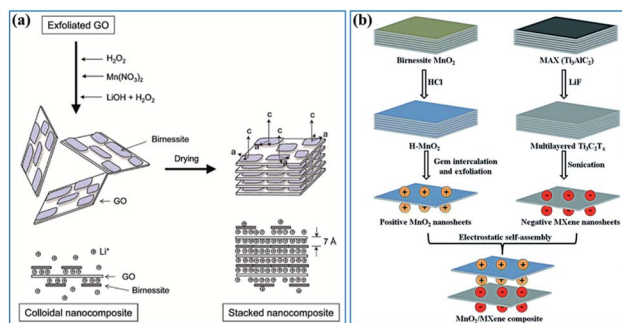 (a)
Exfoliated GO
H₂O₂
Mn(NO₃)₂
LiOH + H₂O₂
Birnessite
GO
Drying
c
c
c
c
a
a
a
a
Li⁺
GO
Birnessite
7 Å
Colloidal nanocomposite
Stacked nanocomposite
(b)
Birnessite MnO₂
MAX (Ti₃AlC₂)
HCl
LiF
H-MnO₂
Multilayered Ti₃C₂Tₓ
Gem intercalation
and exfoliation
Sonication
Positive MnO₂ nanosheets
Negative MXene nanosheets
Electrostatic self-assembly
MnO₂/MXene composite